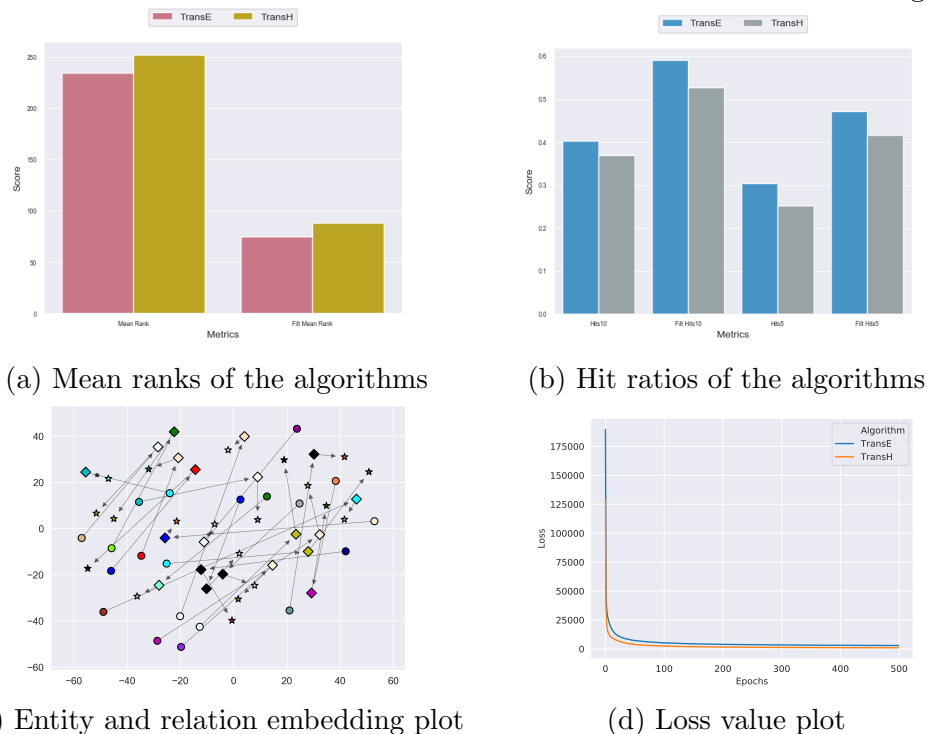 TransE TransH
250
200
150
100
50
0
Score
Mean Rank Filt Mean Rank
Metrics
(a) Mean ranks of the algorithms
TransE TransH
0.6
0.5
0.4
0.3
0.2
0.1
0.0
Score
Hits10 Filt Hits10 Hits5 Filt Hits5
Metrics
(b) Hit ratios of the algorithms
40
20
0
−20
−40
−60
−60 −40 −20 0 20 40 60
) Entity and relation embedding plot
Algorithm
TransE
TransH
175000
150000
125000
100000
75000
50000
25000
0
Loss
0 100 200 300 400 500
Epochs
(d) Loss value plot